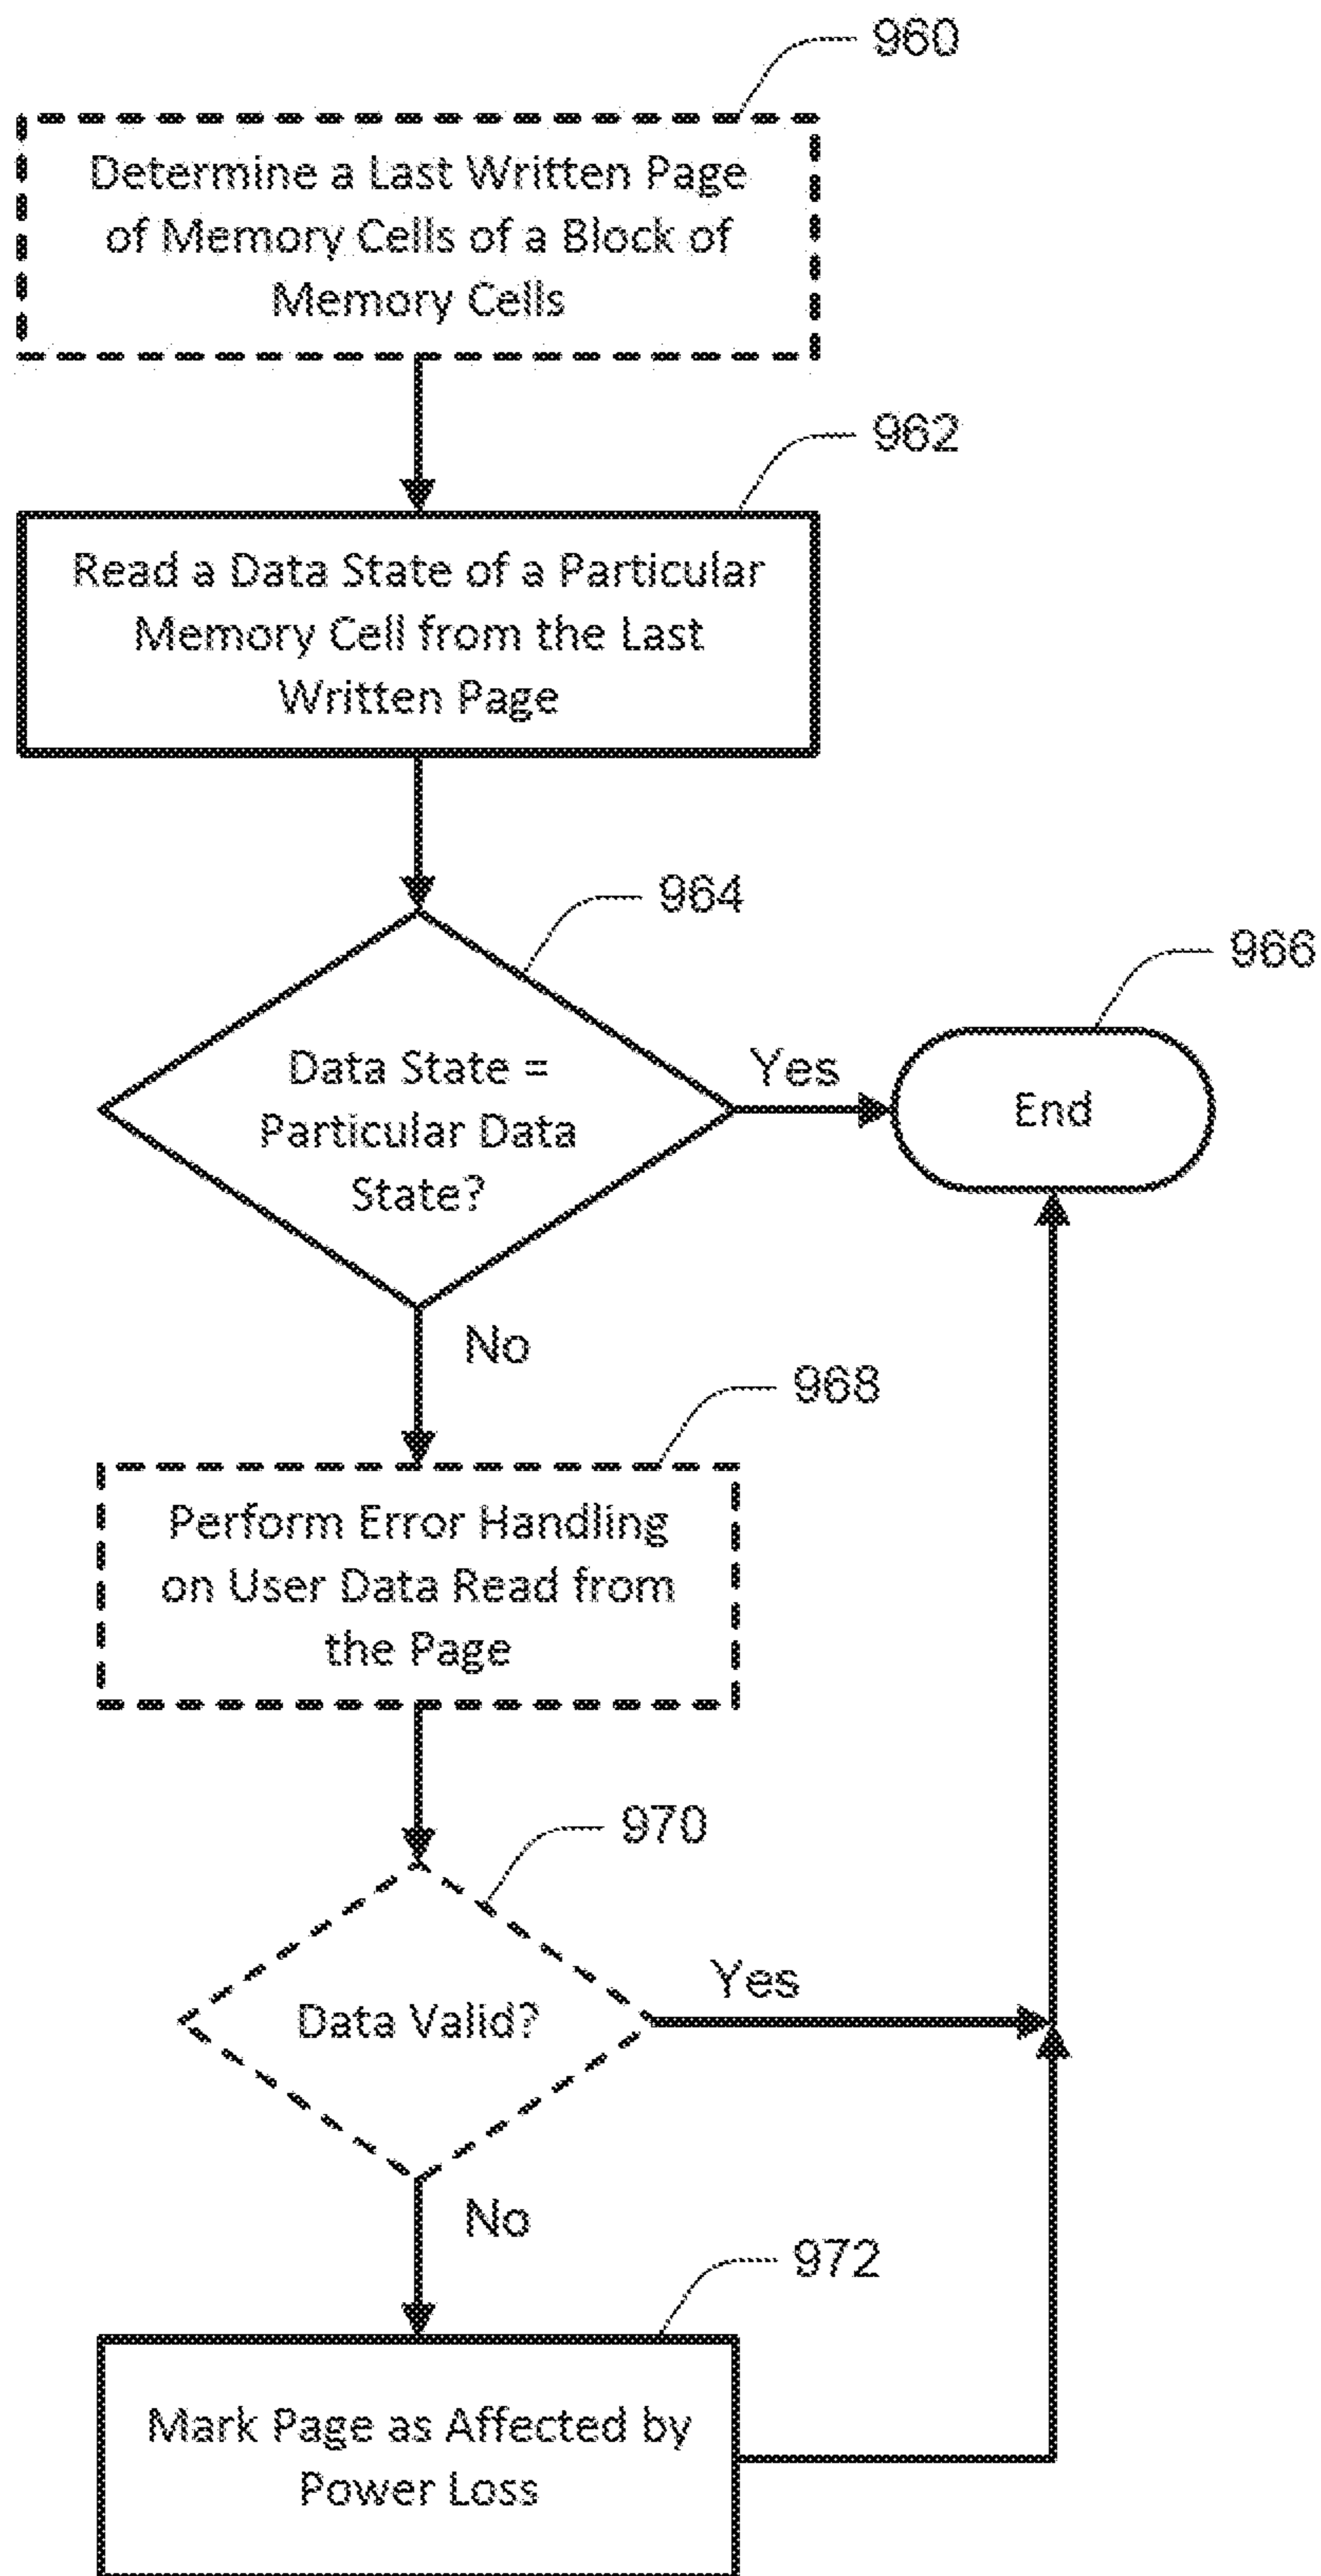 960
Determine a Last Written Page
of Memory Cells of a Block of
Memory Cells
962
Read a Data State of a Particular
Memory Cell from the Last
Written Page
964
966
Data State =
Particular Data
State?
Yes
End
No
968
Perform Error Handling
on User Data Read from
the Page
970
Data Valid?
Yes
No
972
Mark Page as Affected by
Power Loss